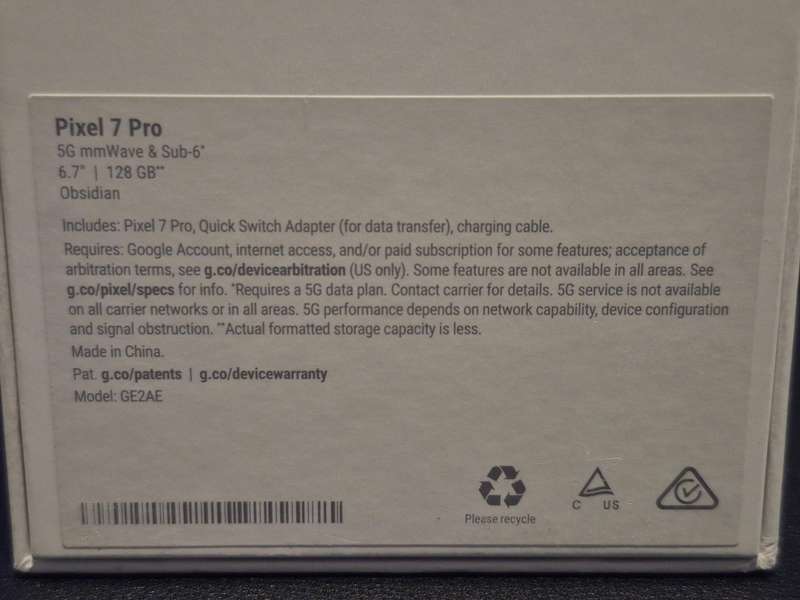 Pixel 7 Pro
5G mmWave & Sub-6*
6.7" | 128 GB**
Obsidian
Includes: Pixel 7 Pro, Quick Switch Adapter (for data transfer), charging cable.
Requires: Google Account, internet access, and/or paid subscription for some features; acceptance of
arbitration terms, see g.co/devicearbitration (US only). Some features are not available in all areas. See
g.co/pixel/specs for info. *Requires a 5G data plan. Contact carrier for details. 5G service is not available
on all carrier networks or in all areas. 5G performance depends on network capability, device configuration
and signal obstruction. **Actual formatted storage capacity is less.
Made in China.
Pat. g.co/patents | g.co/devicewarranty
Model: GE2AE
Please recycle
C US